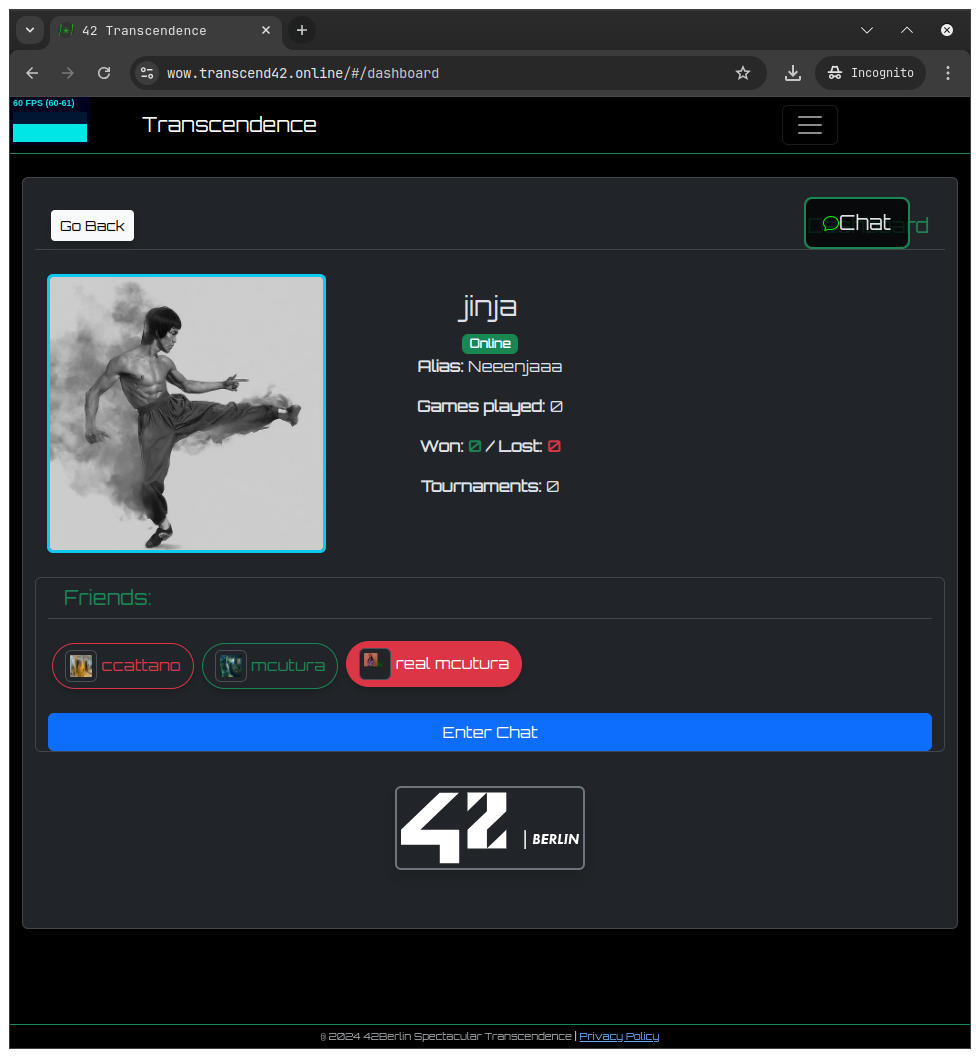 42 Transcendence
wow.transcend42.online/#/dashboard
Incognito
60 FPS (60-61)
Transcendence
Go Back
Chat
jinja
Online
Alias: Neeenjaaa
Games played: 0
Won: 0 / Lost: 0
Tournaments: 0
Friends:
ccattano
mcutura
real mcutura
Enter Chat
42 | BERLIN
© 2024 42Berlin Spectacular Transcendence | Privacy Policy